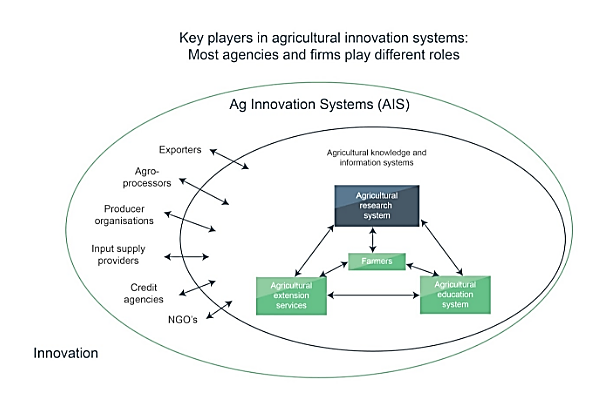 Key players in agricultural innovation systems:
Most agencies and firms play different roles
Ag Innovation Systems (AIS)
Exporters
Agricultural knowledge and
information systems
Agro-
processors
Agricultural
research
system
Producer
organisations
Input supply
providers
Farmers
Credit
agencies
Agricultural
extension
services
Agricultural
education
system
NGO's
Innovation